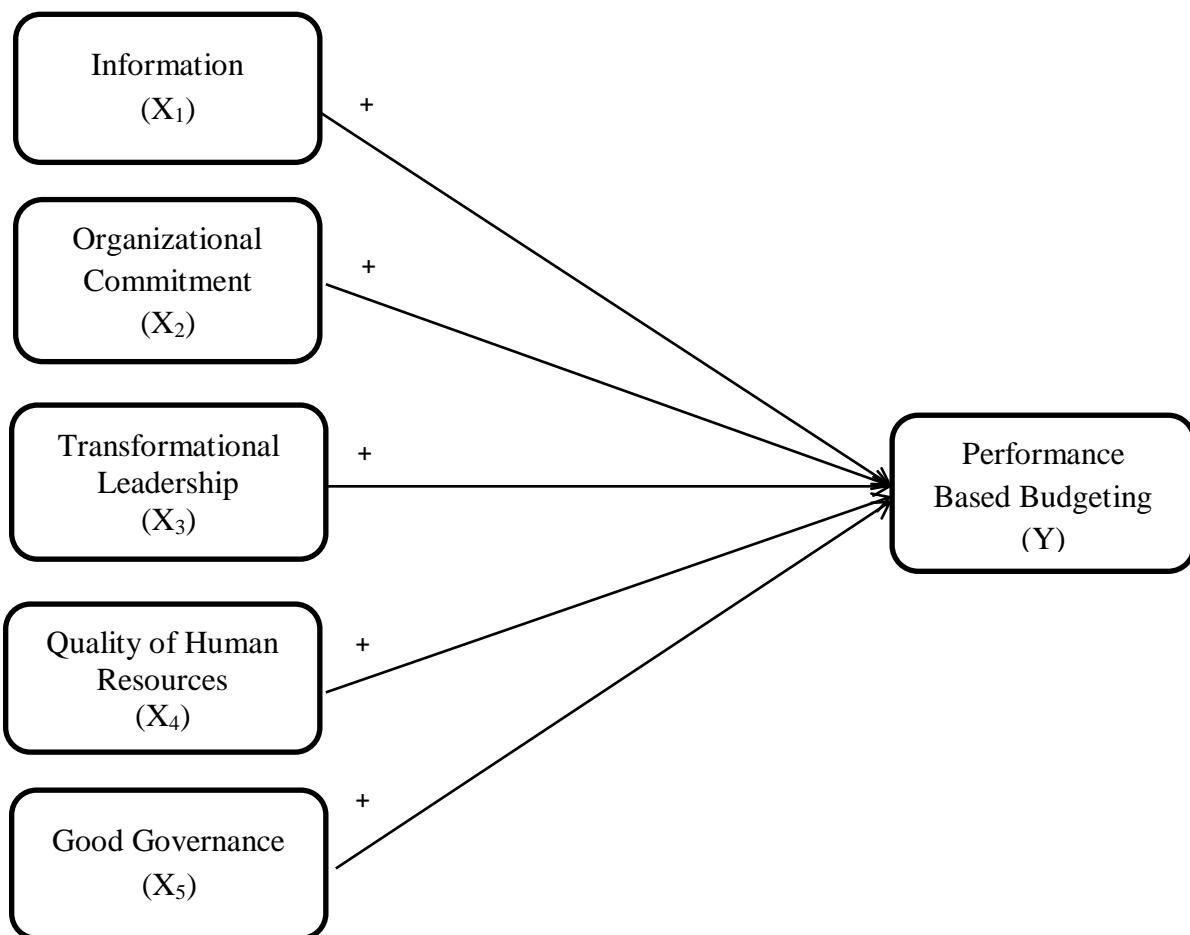 Information
(X₁)
+
Organizational
Commitment
(X₂)
+
Transformational
Leadership
(X₃)
+
Quality of Human
Resources
(X₄)
+
Good Governance
(X₅)
+
Performance
Based Budgeting
(Y)